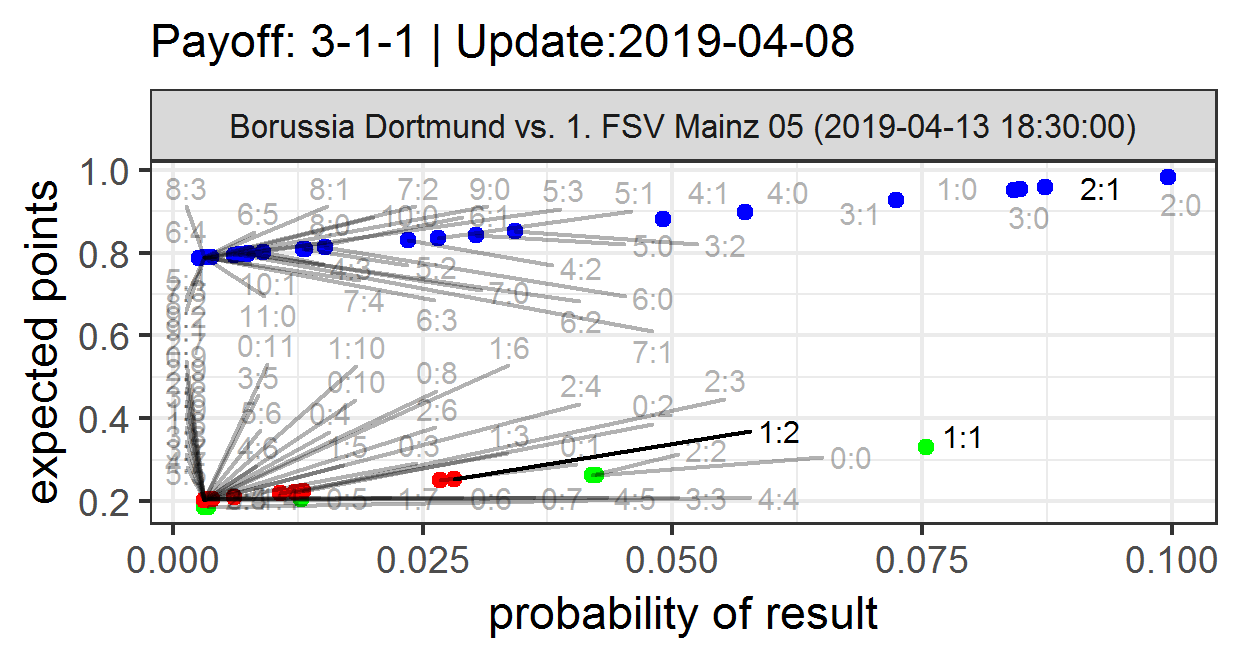 Payoff: 3-1-1 | Update:2019-04-08
Borussia Dortmund vs. 1. FSV Mainz 05 (2019-04-13 18:30:00)
expected points
1.0
0.8
0.6
0.4
0.2
8:3 8:1 7:2 9:0 5:3 5:1 4:1 4:0 1:0 2:1
6:5 10:0 6:1 3:1 3:0 2:0
6:4 8:0 5:0 3:2
4:3 5:2 4:2
10:1 7:0 6:0
7:4
11:0 6:3 6:2
0:11 1:10 1:6 7:1
3:5 0:10 0:8 2:4 2:3
5:6 0:4 2:6 0:2
1:3 1:2 1:1
4:6 1:5 0:3 0:1 2:2 0:0
0:5 1:7 0:6 0:7 4:5 3:3 4:4
0.000 0.025 0.050 0.075 0.100
probability of result